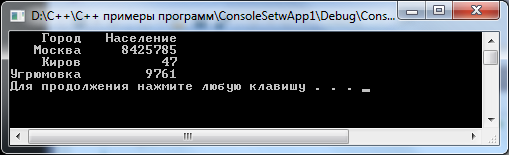 D:\C++\C++ примеры программ\ConsoleSetwApp1\Debug\Cons...
Город Население
Москва 8425785
Киров 47
Угрюмовка 9761
Для продолжения нажмите любую клавишу . . .